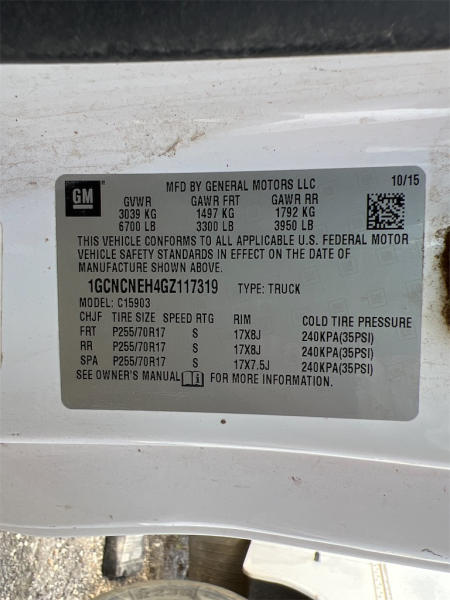 GM
MFD BY GENERAL MOTORS LLC 10/15
GVWR GAWR FRT GAWR RR
3039 KG 1497 KG 1792 KG
6700 LB 3300 LB 3950 LB
THIS VEHICLE CONFORMS TO ALL APPLICABLE U.S. FEDERAL MOTOR
VEHICLE SAFETY STANDARDS IN EFFECT ON THE DATE OF
MANUFACTURE SHOWN ABOVE.
1GCNCNEH4GZ117319 TYPE: TRUCK
MODEL: C15903
CHJF TIRE SIZE SPEED RTG RIM COLD TIRE PRESSURE
FRT P255/70R17 S 17X8J 240KPA(35PSI)
RR P255/70R17 S 17X8J 240KPA(35PSI)
SPA P255/70R17 S 17X7.5J 240KPA(35PSI)
SEE OWNER'S MANUAL FOR MORE INFORMATION.